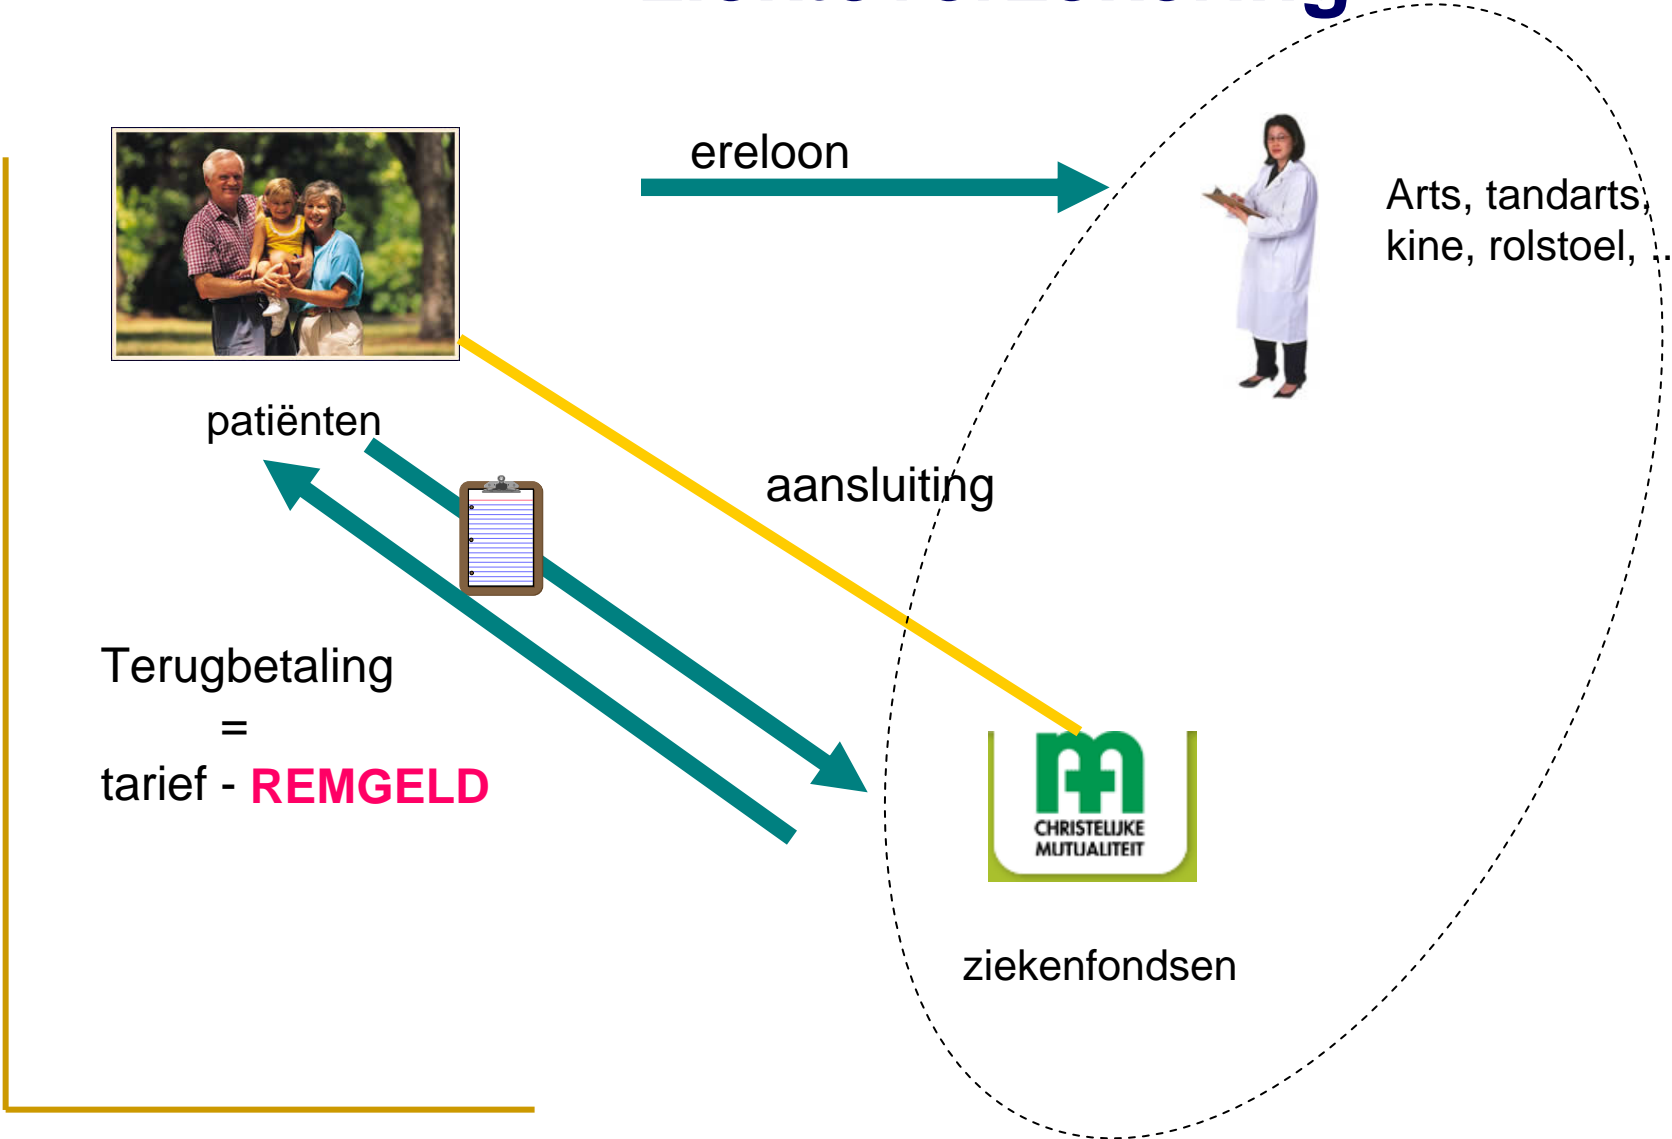 ereloon
Arts, tandarts,
kine, rolstoel, ..
patiënten
aansluiting
Terugbetaling
=
tarief - REMGELD
CHRISTELIJKE
MUTUALITEIT
ziekenfondsen